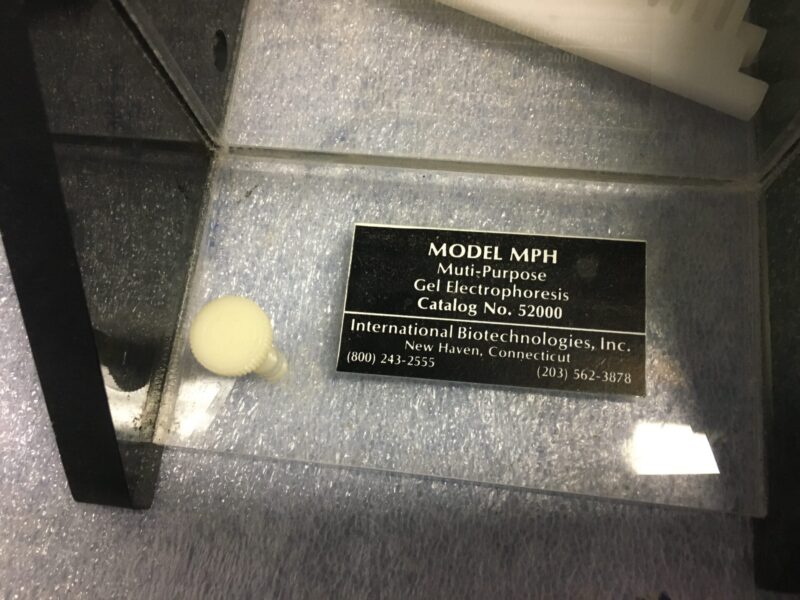 MODEL MPH
Muti-Purpose
Gel Electrophoresis
Catalog No. 52000
International Biotechnologies, Inc.
New Haven, Connecticut
(800) 243-2555
(203) 562-3878